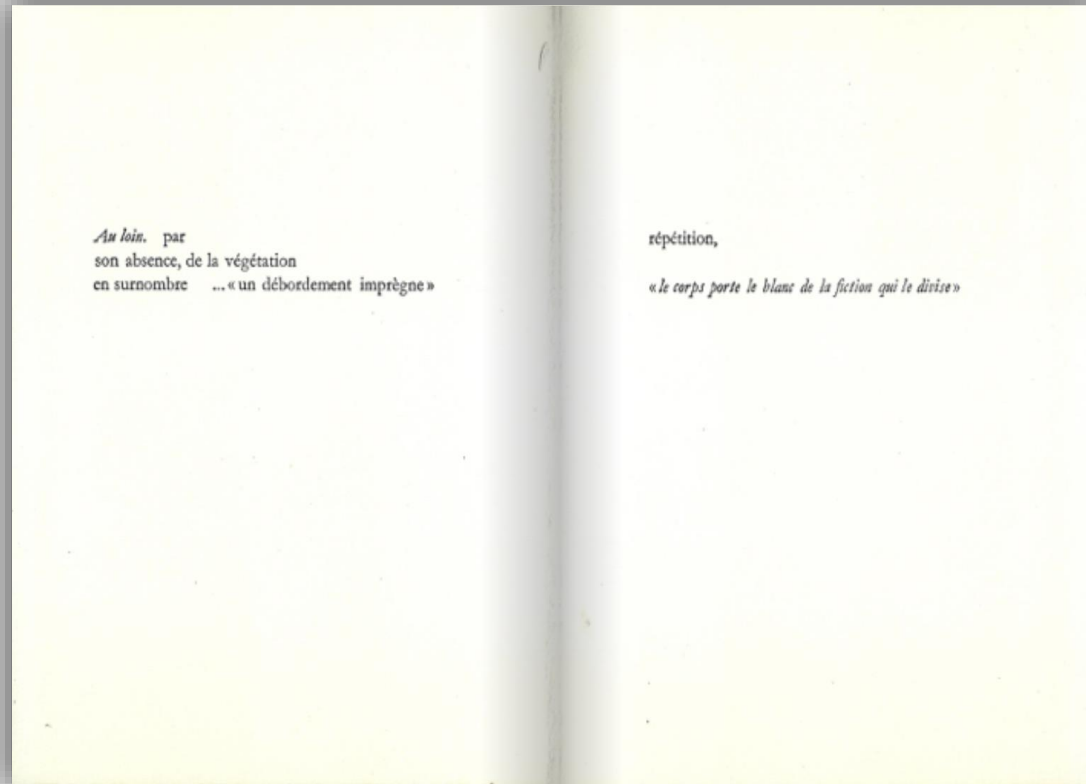 Au loin. par
son absence, de la végétation
en surnombre ...«un débordement imprègne»
répétition,
«le corps porte le blanc de la fiction qui le divise»